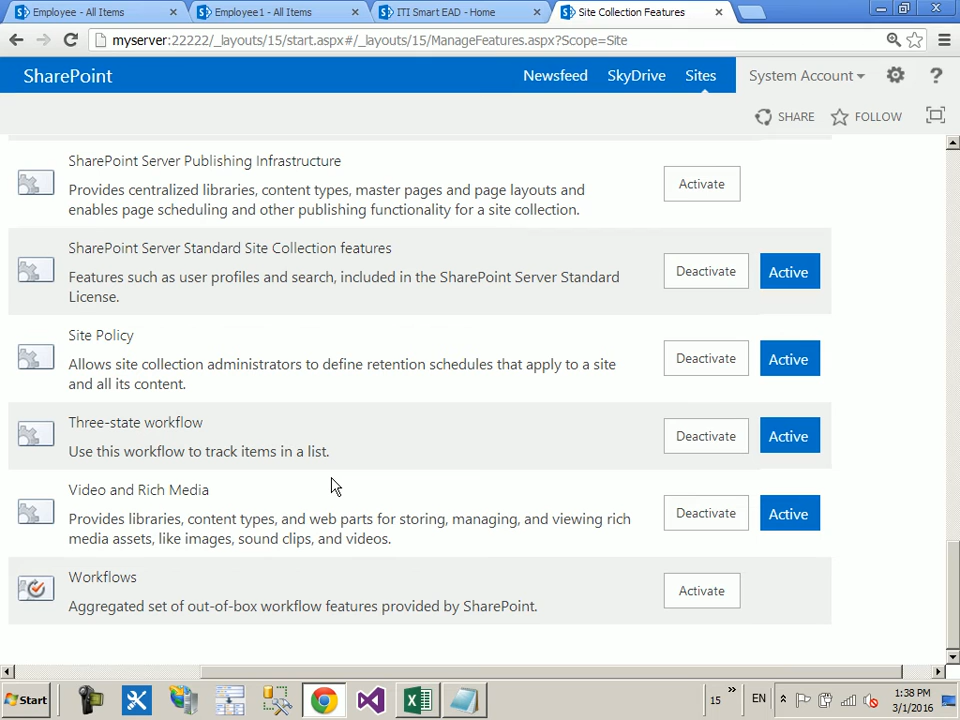 Employee - All Items
Employee1 - All Items
ITI Smart EAD - Home
Site Collection Features
myserver:22222/_layouts/15/start.aspx#/_layouts/15/ManageFeatures.aspx?Scope=Site
SharePoint
Newsfeed
SkyDrive
Sites
System Account
?
SHARE
FOLLOW
SharePoint Server Publishing Infrastructure
Provides centralized libraries, content types, master pages and page layouts and
enables page scheduling and other publishing functionality for a site collection.
Activate
SharePoint Server Standard Site Collection features
Features such as user profiles and search, included in the SharePoint Server Standard
License.
Deactivate
Active
Site Policy
Allows site collection administrators to define retention schedules that apply to a site
and all its content.
Deactivate
Active
Three-state workflow
Use this workflow to track items in a list.
Deactivate
Active
Video and Rich Media
Provides libraries, content types, and web parts for storing, managing, and viewing rich
media assets, like images, sound clips, and videos.
Deactivate
Active
Workflows
Aggregated set of out-of-box workflow features provided by SharePoint.
Activate
Start
15
EN
1:38 PM
3/1/2016